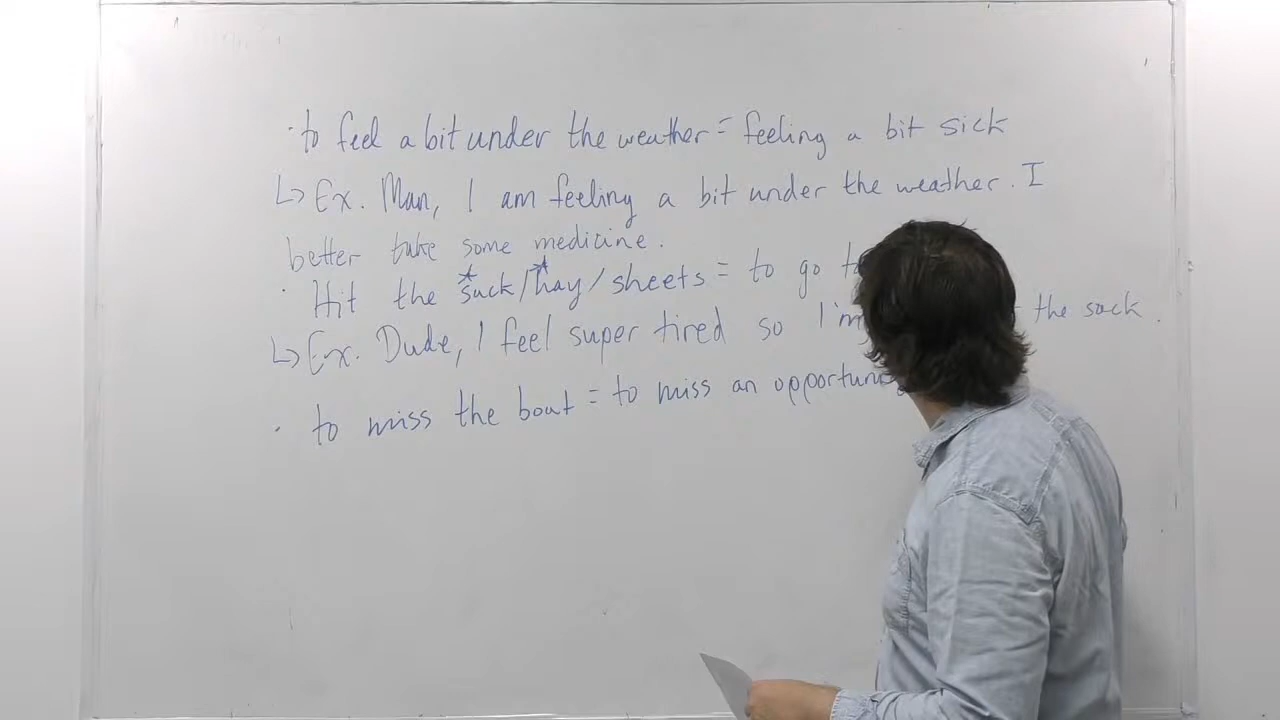 · to feel a bit under the weather = feeling a bit sick
↳ Ex. Man, I am feeling a bit under the weather. I
better take some medicine.
· Hit the sack/hay/sheets = to go
↳ Ex. Dude, I feel super tired so I'm the sack.
· to miss the boat = to miss an